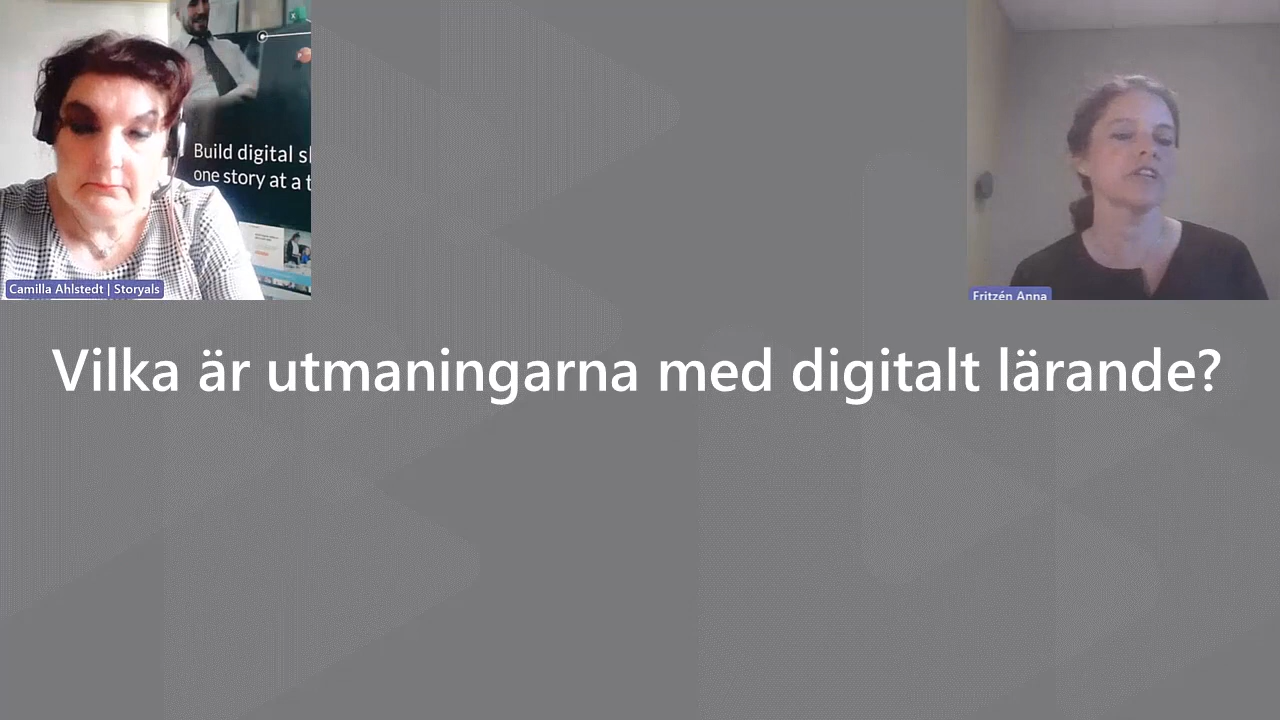 Build digital
one story at a
Camilla Ahlstedt | Storyals
Fritzén Anna
Vilka är utmaningarna med digitalt lärande?